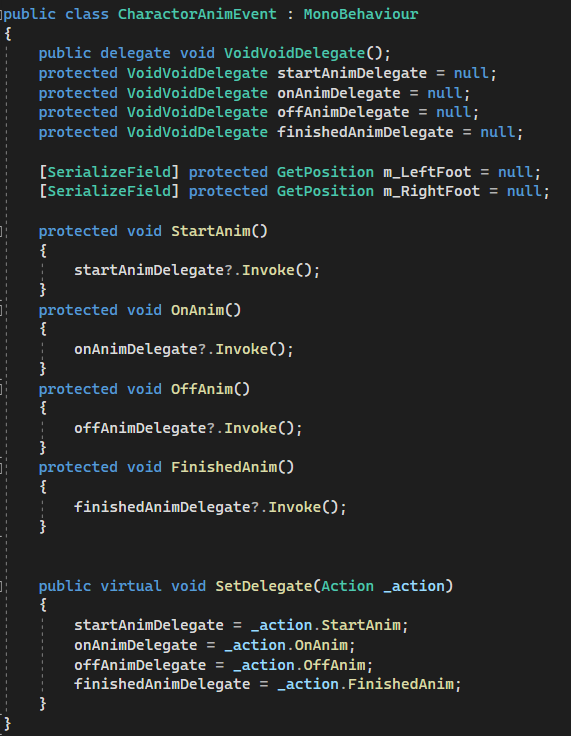 public class CharactorAnimEvent : MonoBehaviour
{
    public delegate void VoidVoidDelegate();
    protected VoidVoidDelegate startAnimDelegate = null;
    protected VoidVoidDelegate onAnimDelegate = null;
    protected VoidVoidDelegate offAnimDelegate = null;
    protected VoidVoidDelegate finishedAnimDelegate = null;

    [SerializeField] protected GetPosition m_LeftFoot = null;
    [SerializeField] protected GetPosition m_RightFoot = null;

    protected void StartAnim()
    {
        startAnimDelegate?.Invoke();
    }
    protected void OnAnim()
    {
        onAnimDelegate?.Invoke();
    }
    protected void OffAnim()
    {
        offAnimDelegate?.Invoke();
    }
    protected void FinishedAnim()
    {
        finishedAnimDelegate?.Invoke();
    }


    public virtual void SetDelegate(Action _action)
    {
        startAnimDelegate = _action.StartAnim;
        onAnimDelegate = _action.OnAnim;
        offAnimDelegate = _action.OffAnim;
        finishedAnimDelegate = _action.FinishedAnim;
    }
}